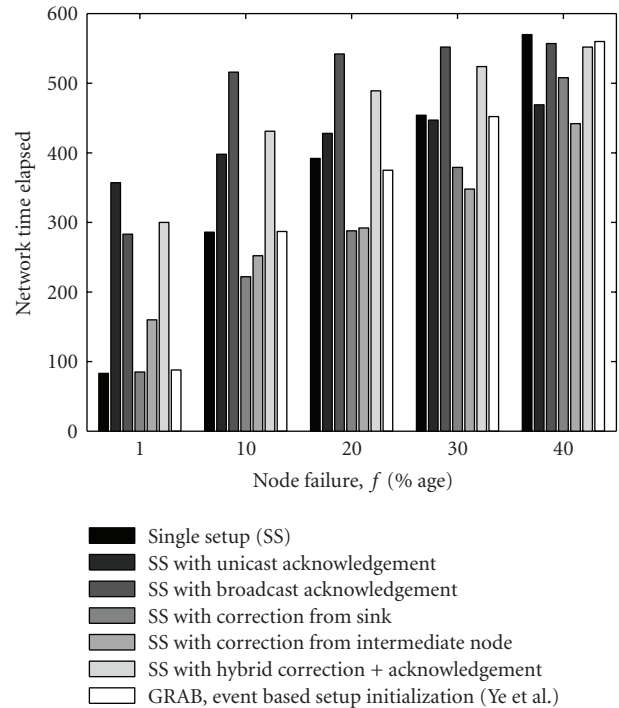 600
500
400
300
200
100
0
Network time elapsed
1 10 20 30 40
Node failure, f (% age)
Single setup (SS)
SS with unicast acknowledgement
SS with broadcast acknowledgement
SS with correction from sink
SS with correction from intermediate node
SS with hybrid correction + acknowledgement
GRAB, event based setup initialization (Ye et al.)